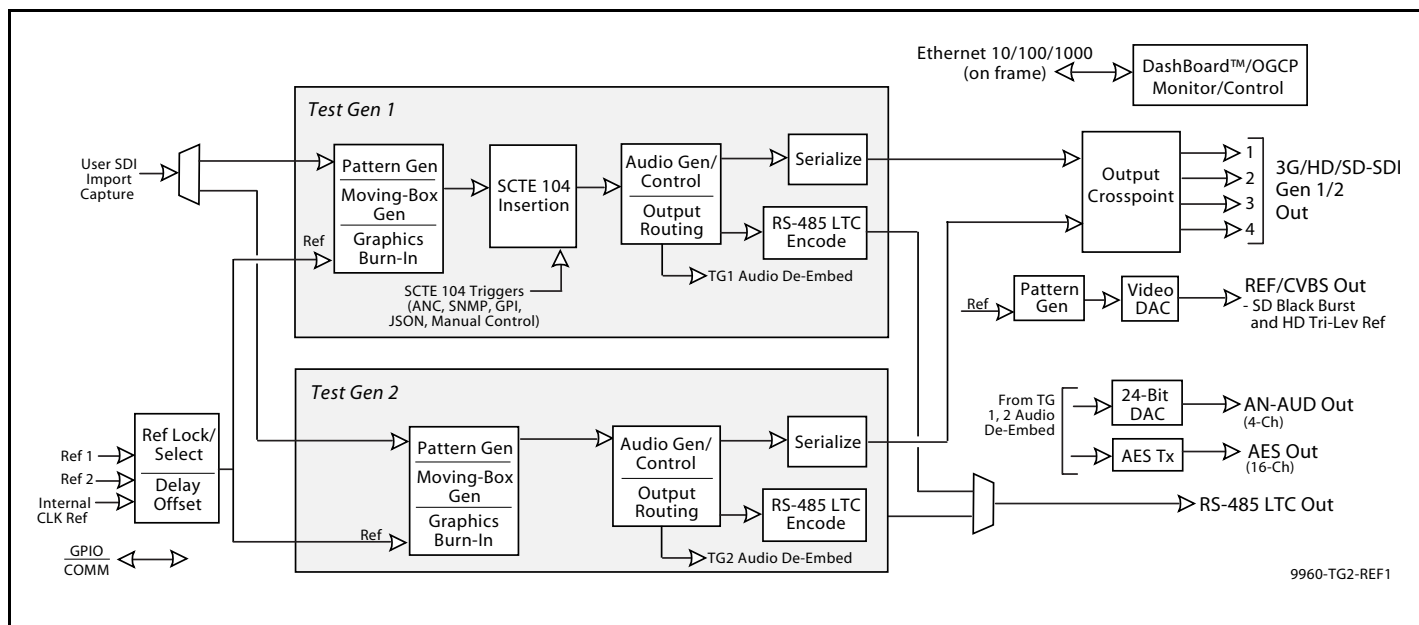 Ethernet 10/100/1000
(on frame)
DashBoard™/OGCP
Monitor/Control
Test Gen 1
User SDI
Import
Capture
Pattern Gen
Moving-Box
Gen
Graphics
Burn-In
Ref
SCTE 104
Insertion
SCTE 104 Triggers
(ANC, SNMP, GPI,
JSON, Manual Control)
Audio Gen/
Control
Output
Routing
Serialize
RS-485 LTC
Encode
TG1 Audio De-Embed
Output
Crosspoint
1
2
3
4
3G/HD/SD-SDI
Gen 1/2
Out
Ref
Pattern
Gen
Video
DAC
REF/CVBS Out
- SD Black Burst
and HD Tri-Lev Ref
Test Gen 2
Ref 1
Ref 2
Internal
CLK Ref
Ref Lock/
Select
Delay
Offset
GPIO
COMM
Pattern Gen
Moving-Box
Gen
Graphics
Burn-In
Ref
Audio Gen/
Control
Output
Routing
Serialize
RS-485 LTC
Encode
TG2 Audio De-Embed
From TG
1, 2 Audio
De-Embed
24-Bit
DAC
AN-AUD Out
(4-Ch)
AES Tx
AES Out
(16-Ch)
RS-485 LTC Out
9960-TG2-REF1